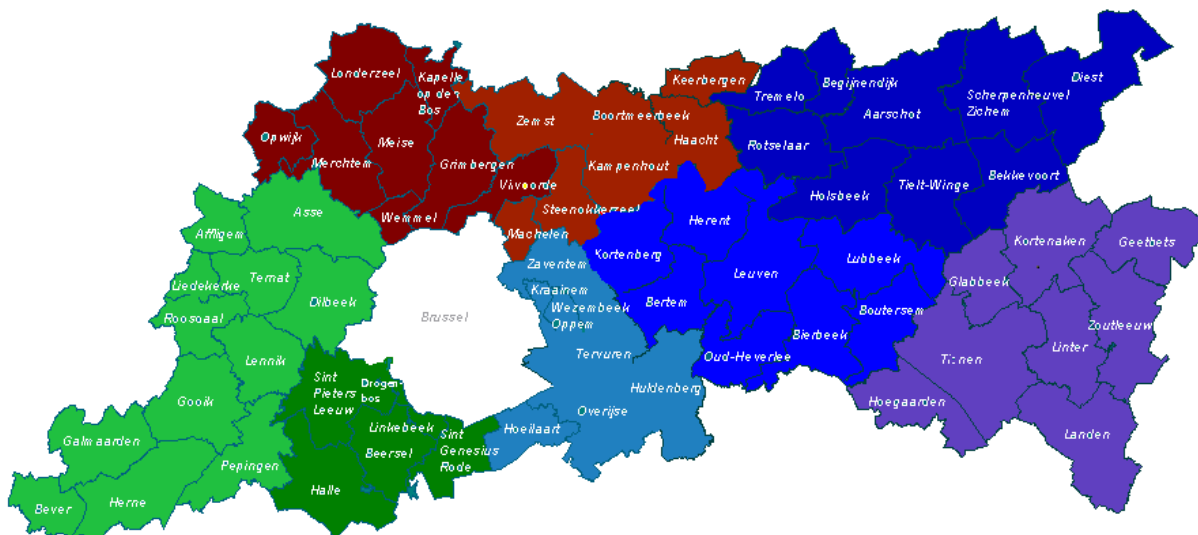 Londerzeel
Kapelle
op den
Bos
Opwijk
Merchtem
Meise
Grimbergen
Wemmel
Vilvoorde
Zemst
Boortmeerbeek
Keerbergen
Haacht
Kampenhout
Steenokkerzeel
Machelen
Tremelo
Begijnendijk
Aarschot
Scherpenheuvel
Zichem
Diest
Rotselaar
Holsbeek
Tielt-Winge
Bekkevoort
Asse
Affligem
Ternat
Liedekerke
Dilbeek
Roosdaal
Lennik
Gooik
Galmaarden
Pepingen
Herne
Bever
Sint
Pieters
Leeuw
Drogen-
bos
Linkebeek
Beersel
Halle
Sint
Genesius
Rode
Brussel
Zaventem
Kraainem
Wezembeek
Oppem
Tervuren
Huldenberg
Overijse
Hoeilaart
Herent
Kortenberg
Leuven
Lubbeek
Bertem
Boutersem
Bierbeek
Oud-Heverlee
Kortenaken
Geetbets
Glabbeek
Zoutleeuw
Linter
Tienen
Hoegaarden
Landen